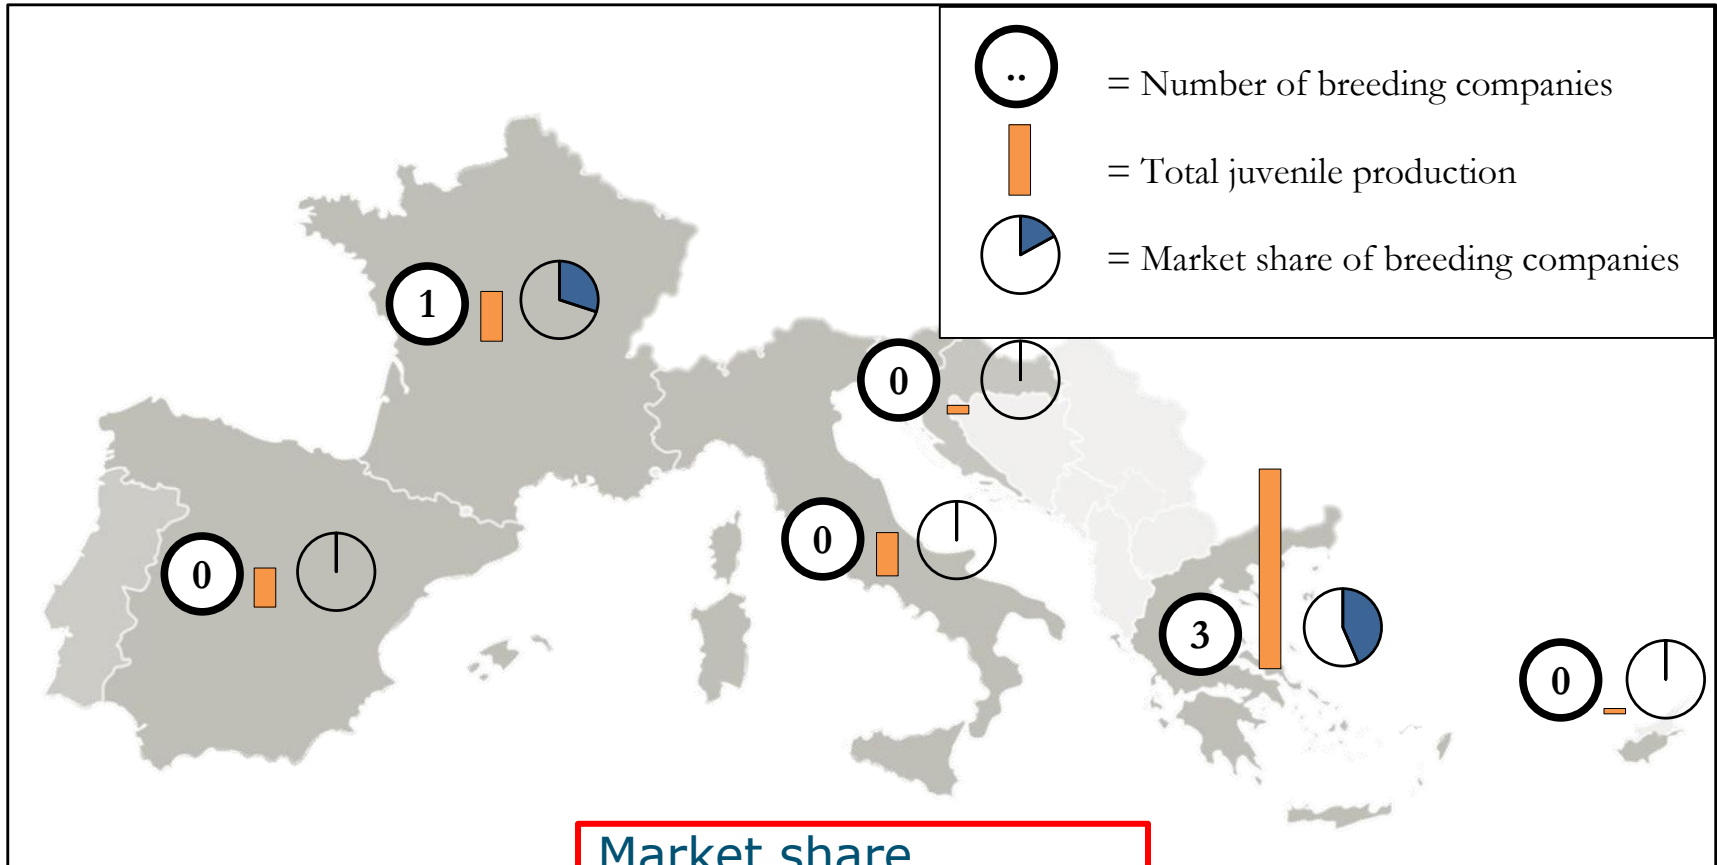 ..
= Number of breeding companies
= Total juvenile production
= Market share of breeding companies
1
0
0
0
3
0
Market share